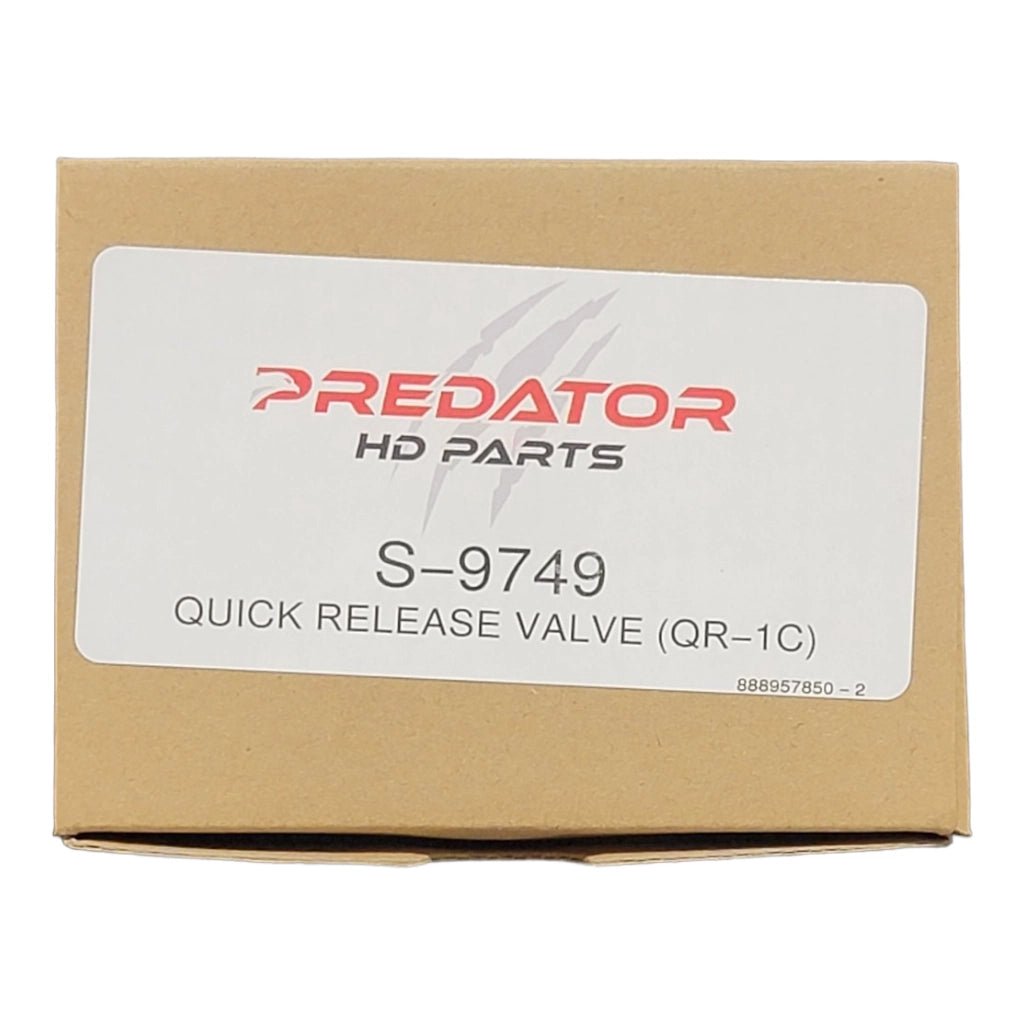 PREDATOR
HD PARTS
S-9749
QUICK RELEASE VALVE (QR-1C)
888957850 - 2